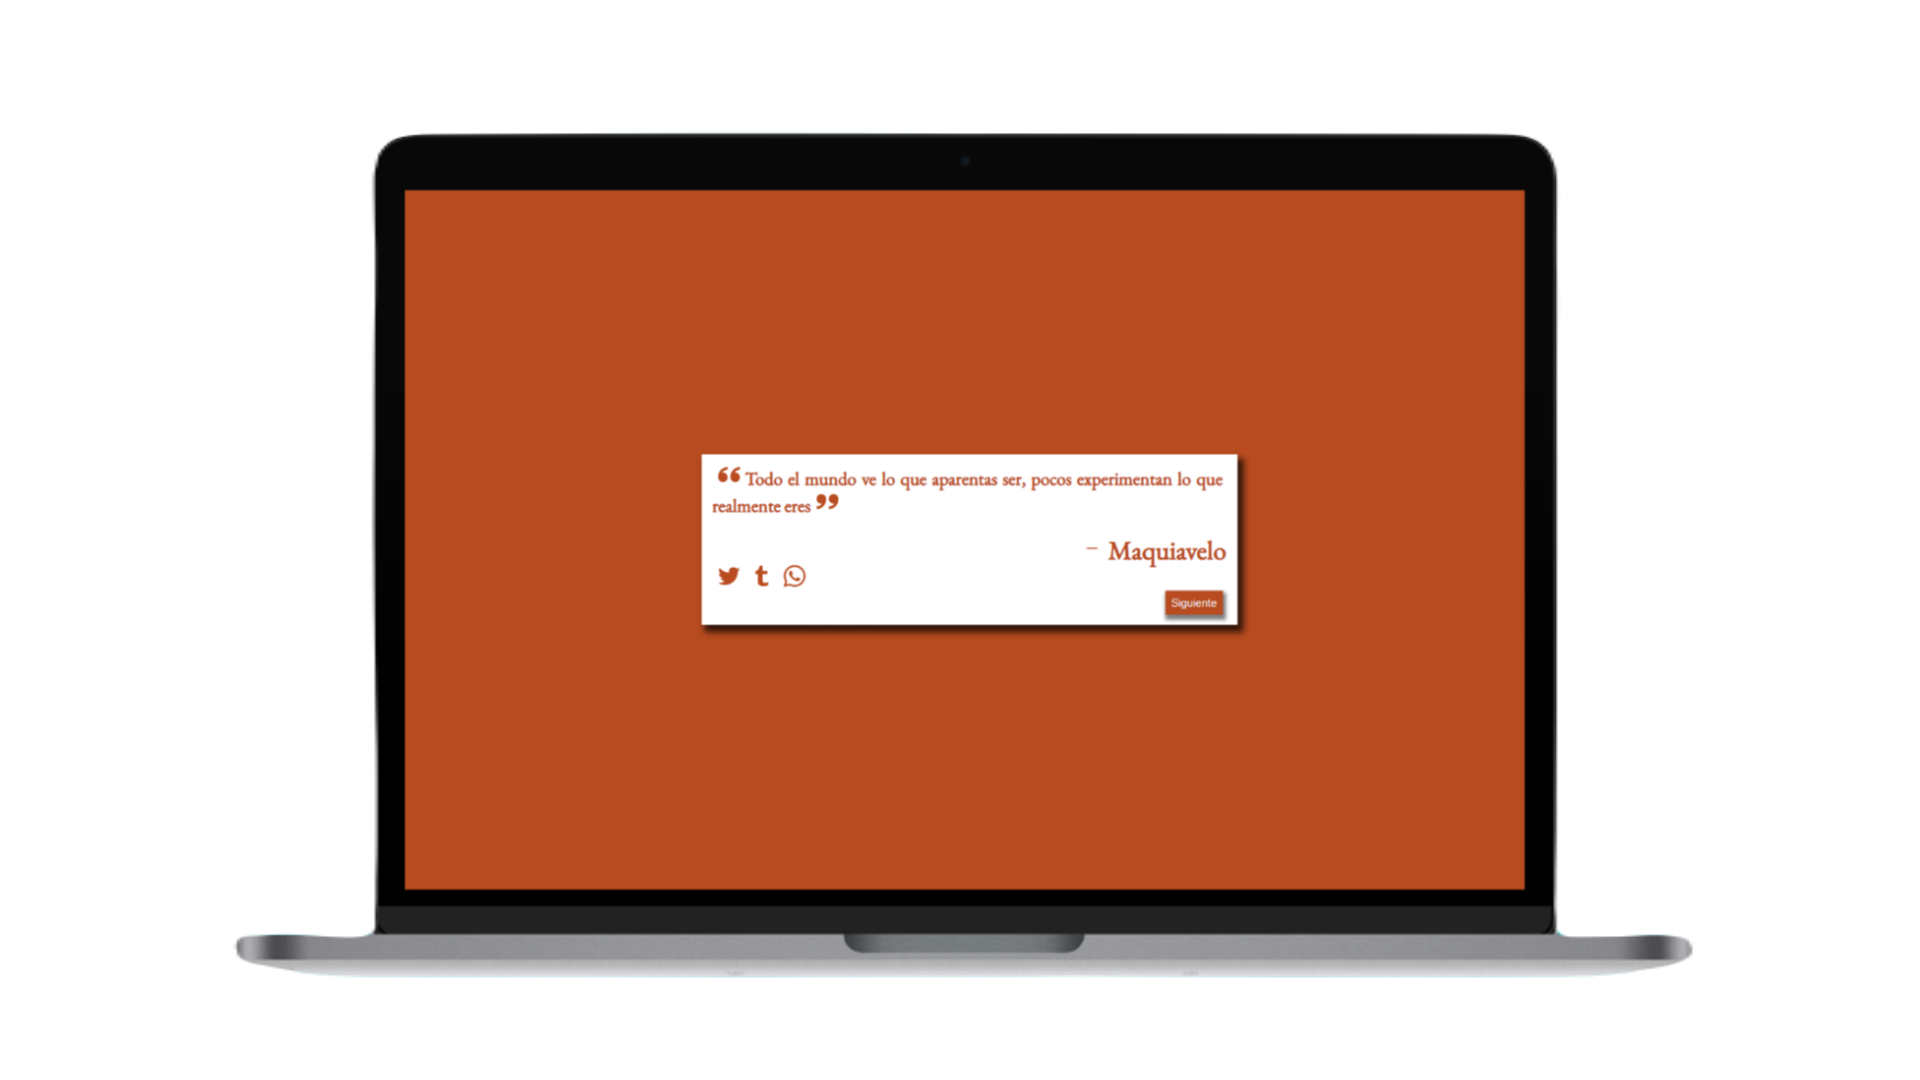 “Todo el mundo ve lo que aparentas ser, pocos experimentan lo que
realmente eres”
– Maquiavelo
Siguiente